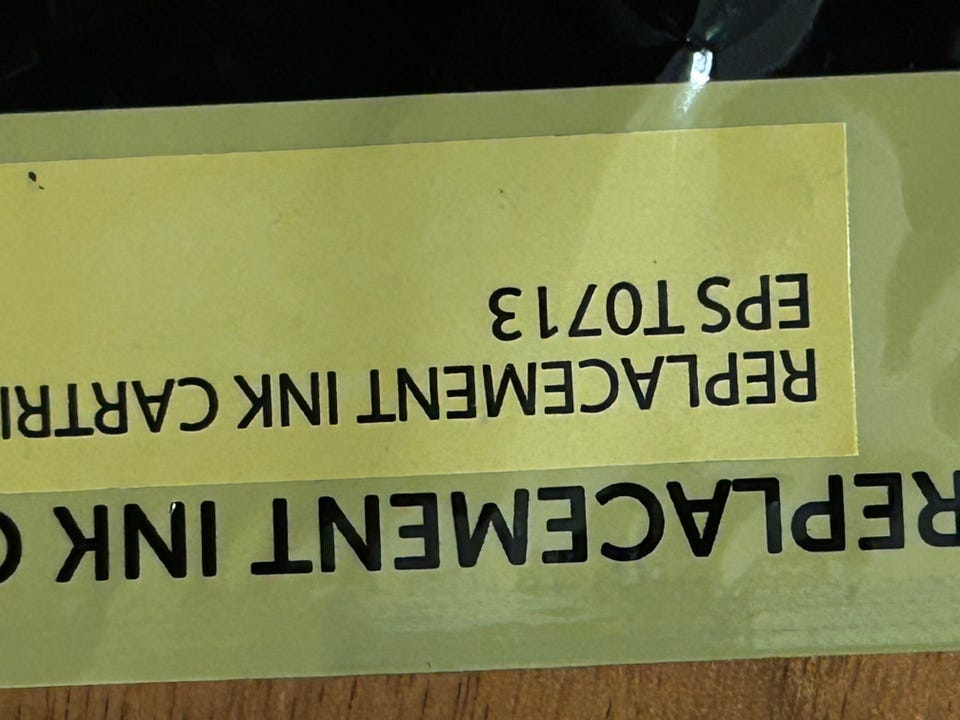 REPLACEMENT INK C
REPLACEMENT INK CARTRI
EPS T0713